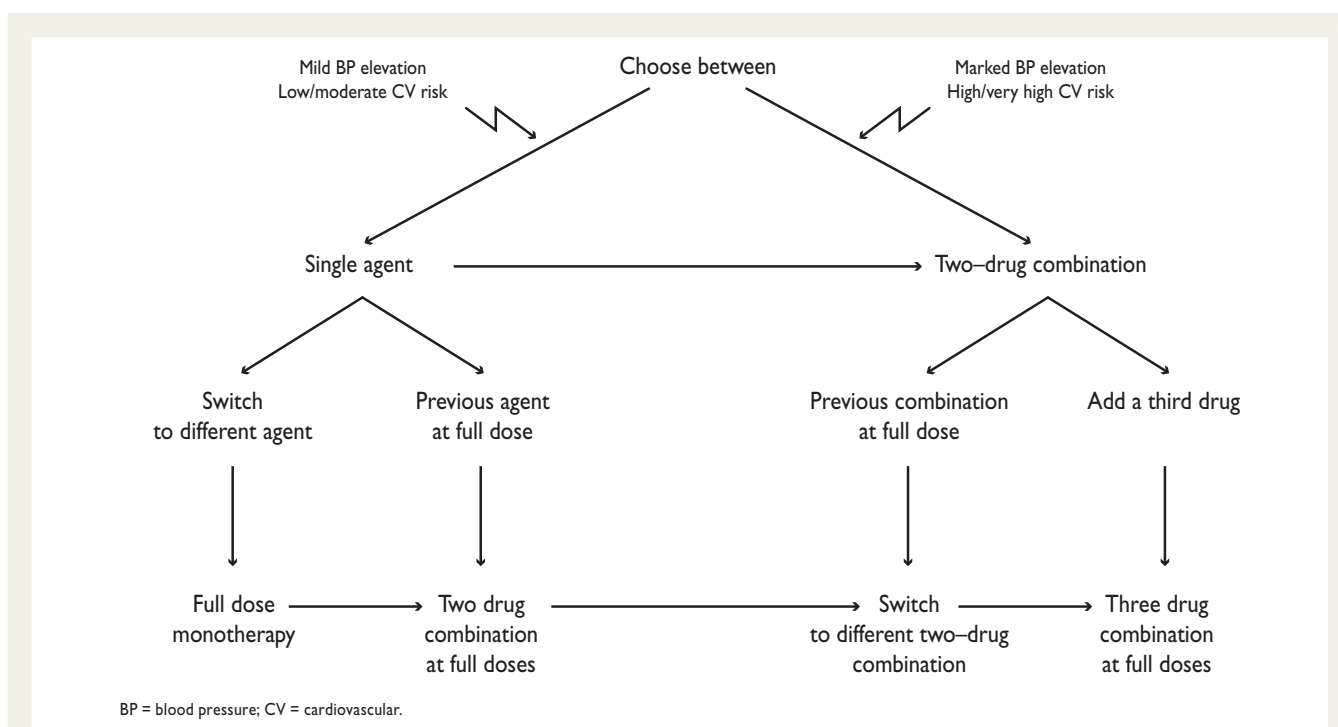 Mild BP elevation
Low/moderate CV risk
Choose between
Marked BP elevation
High/very high CV risk
Single agent
Two–drug combination
Switch
to different agent
Previous agent
at full dose
Previous combination
at full dose
Add a third drug
Full dose
monotherapy
Two drug
combination
at full doses
Switch
to different two–drug
combination
Three drug
combination
at full doses
BP = blood pressure; CV = cardiovascular.